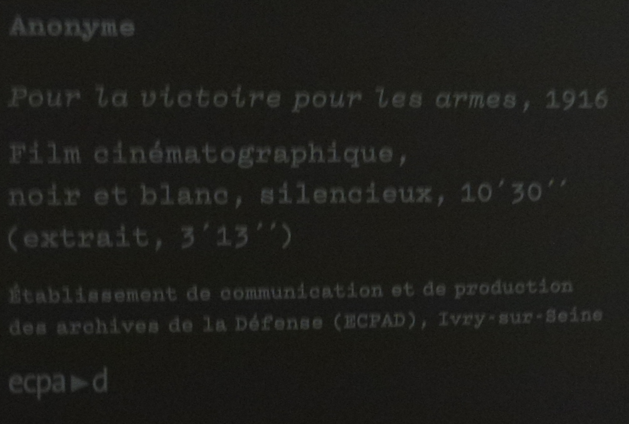 Anonyme
Pour la victoire pour les armes, 1916
Film cinématographique,
noir et blanc, silencieux, 10′30′′
(extrait, 3′13′′)
Établissement de communication et de production
des archives de la Défense (ECPAD), Ivry-sur-Seine
ecpa▶d